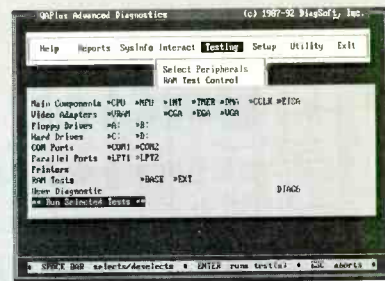 QAPlus Advanced Diagnostics (c) 1987-92 DiagSoft, Inc.
Help Reports SysInfo Interact Testing Setup Utility Exit
Select Peripherals
RAM Test Control
Main Components »CPU »NPU »INT »TMER »DMA »CCLK »EISA
Video Adapters »VRAM »CGA »EGA »VGA
Floppy Drives »A: »B:
Hard Drives »C: »D:
COM Ports »COM1 »COM2
Parallel Ports »LPT1 »LPT2
Printers
RAM Tests »BASE »EXT
User Diagnostic DIAGS
** Run Selected Tests **
SPACE BAR selects/deselects • ENTER runs test(s) • ESC aborts